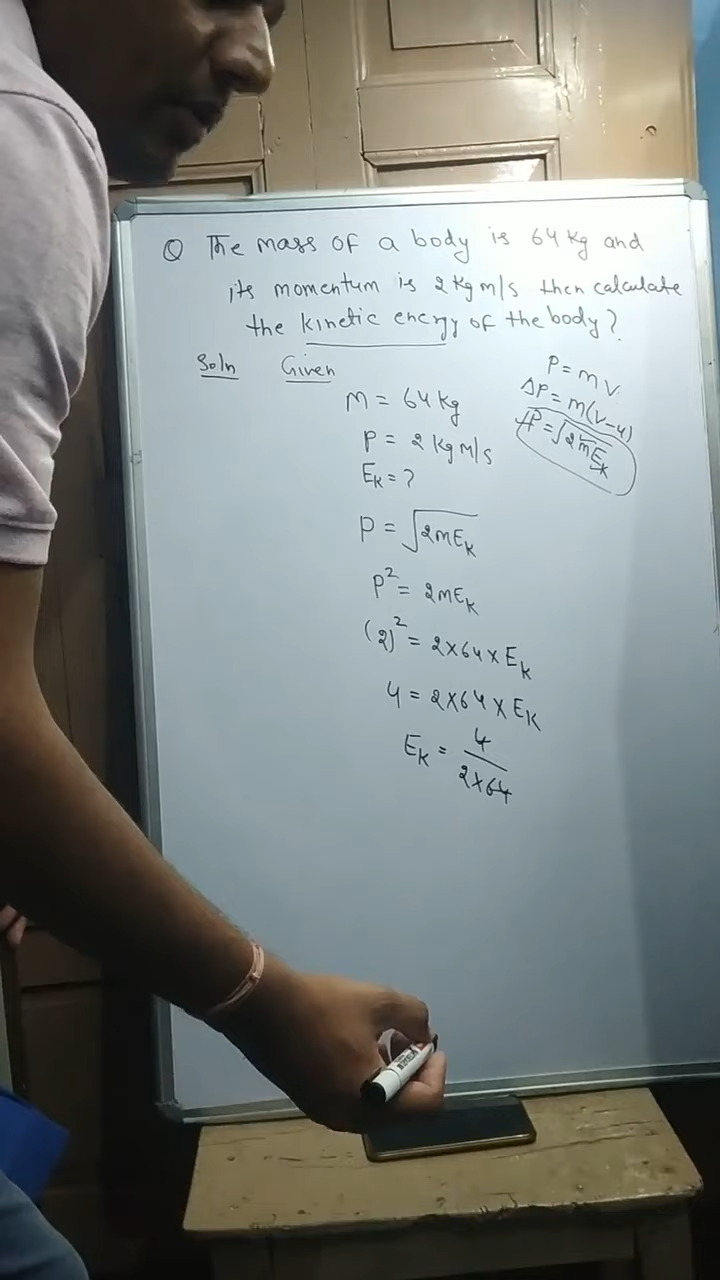 Q The mass of a body is 64 kg and
its momentum is 2 kg m/s then calculate
the kinetic energy of the body?
Soln Given
M = 64 kg
P = 2 kg m/s
Ek = ?
P = √2mEk
P² = 2mEk
(2)² = 2×64×Ek
4 = 2×64×Ek
Ek = 4/2×64
P = mv
ΔP = m(v-u)
P = √2mEk